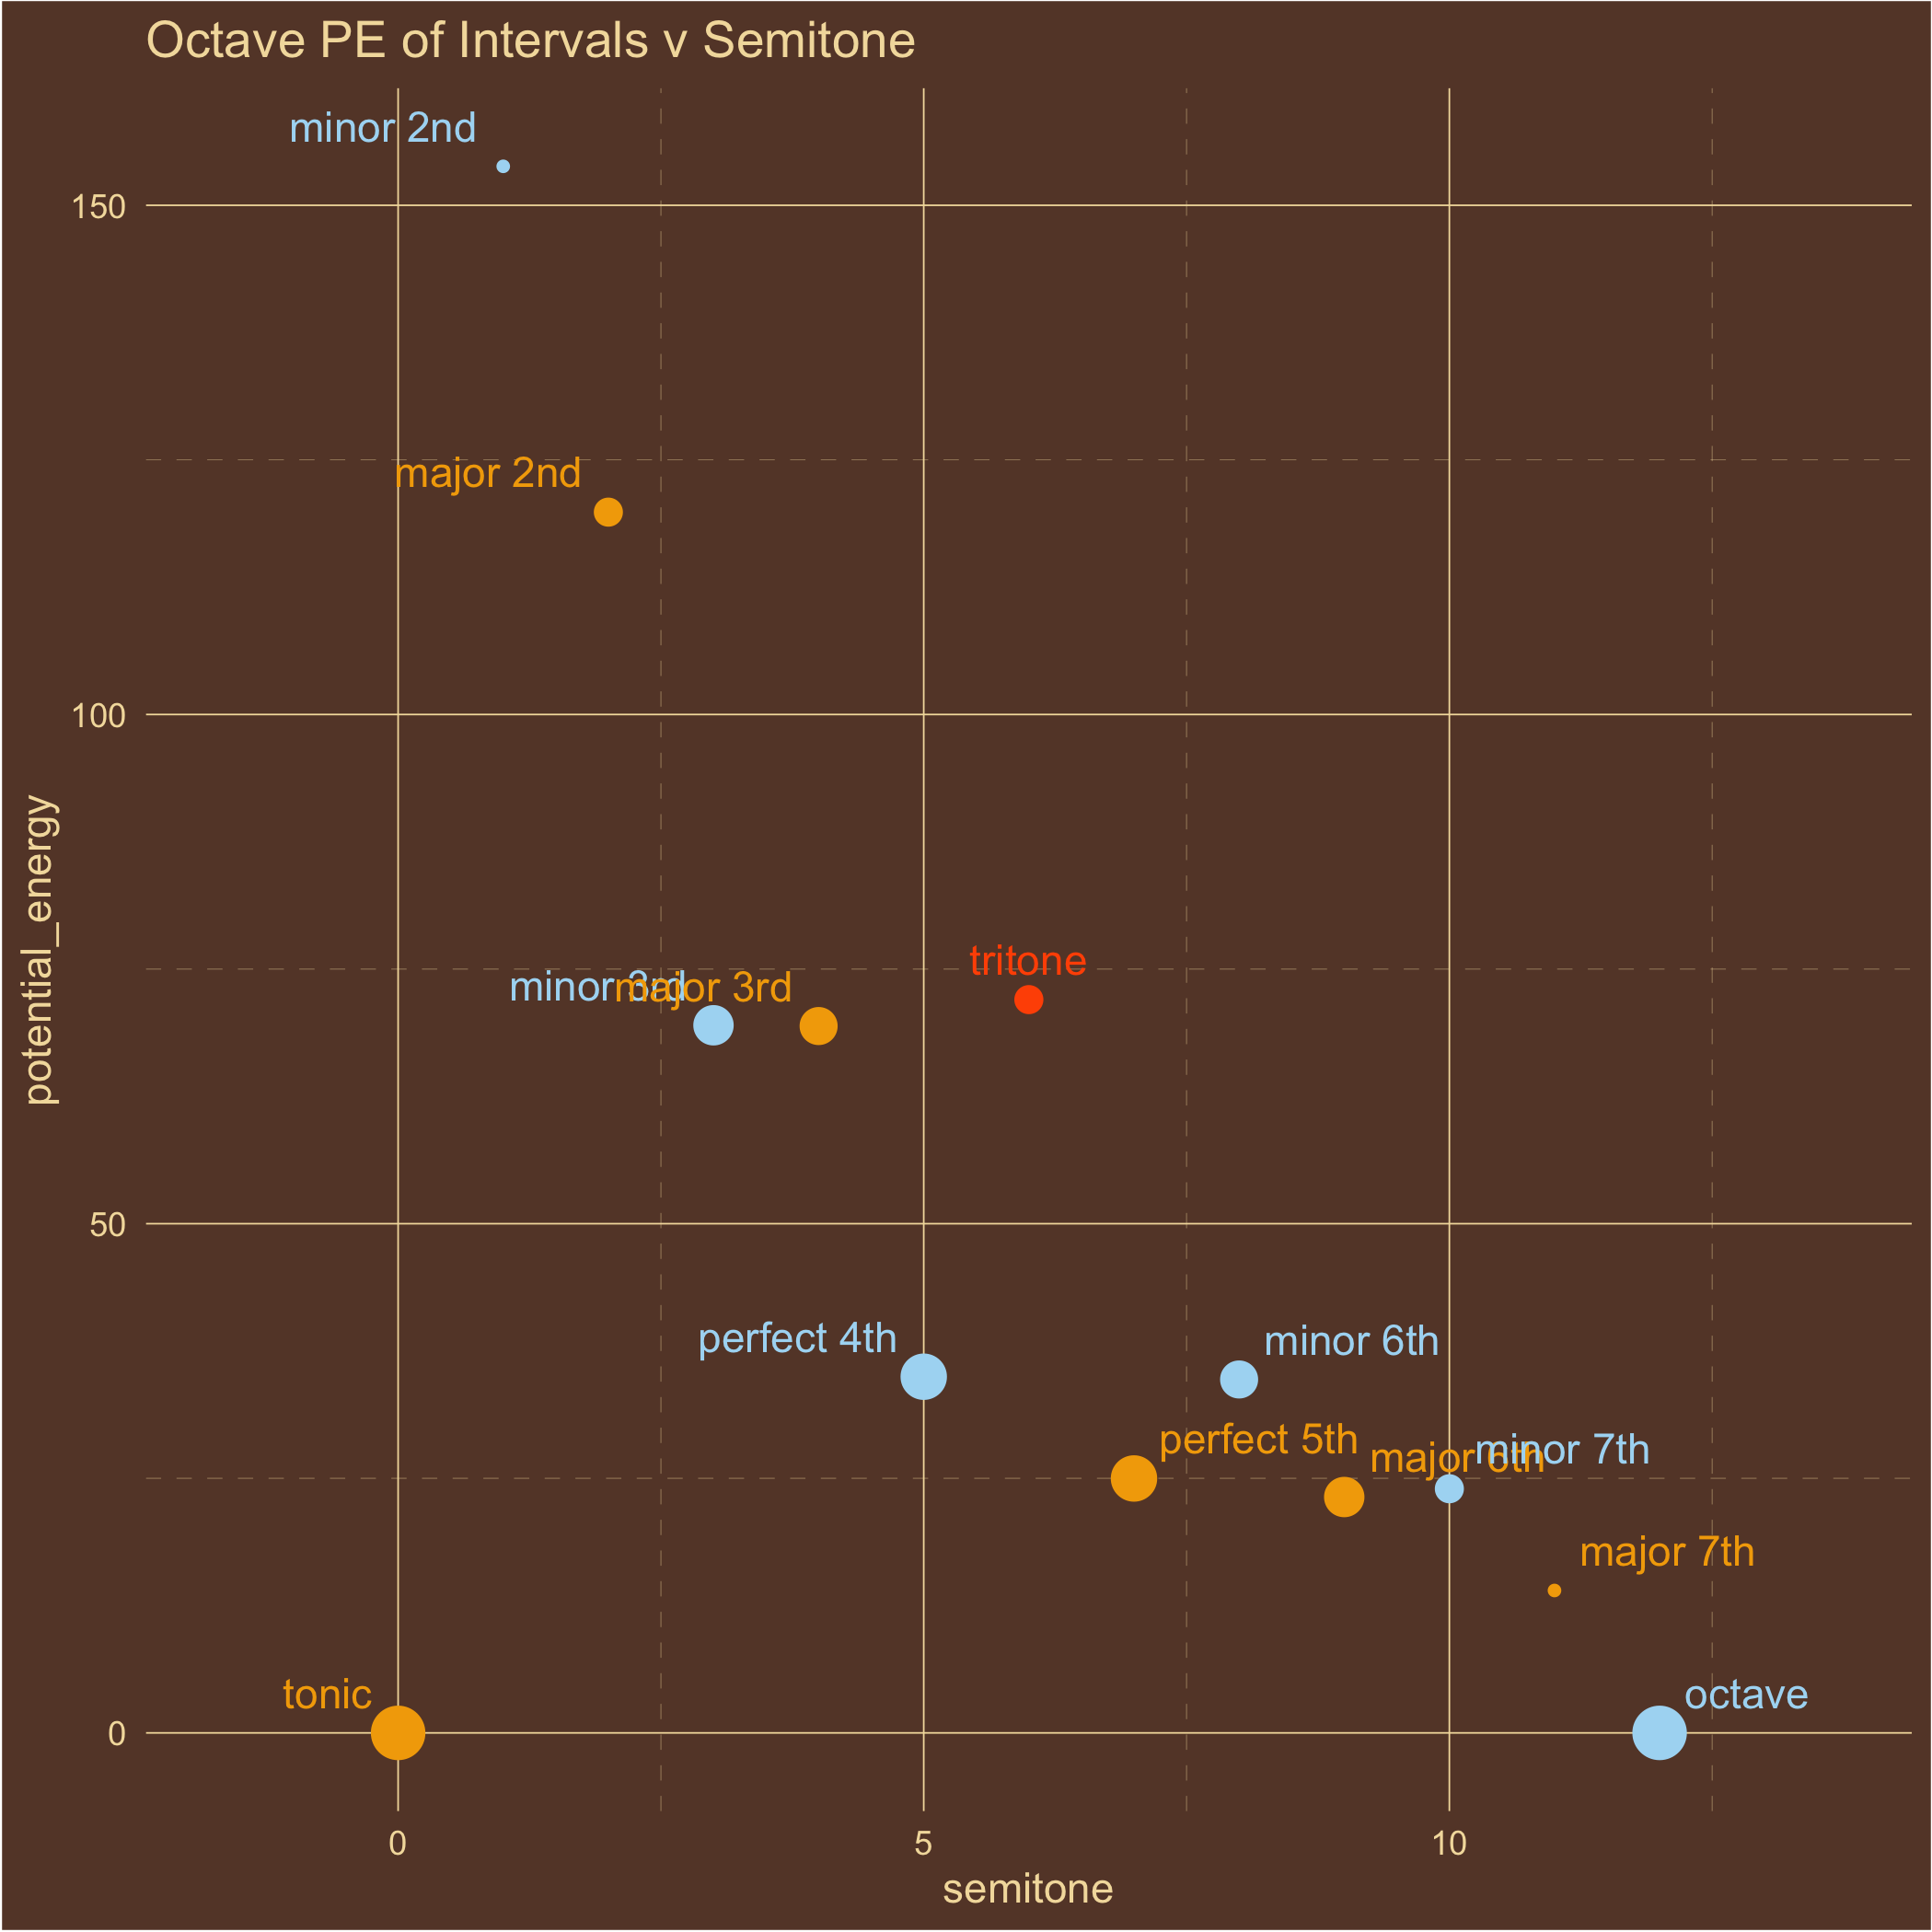 Octave PE of Intervals v Semitone
minor 2nd
150
major 2nd
100
potential_energy
tritone
minor 3rd
major 3rd
50
perfect 4th
minor 6th
perfect 5th
major 6th
minor 7th
major 7th
tonic
octave
0
0
5
10
semitone